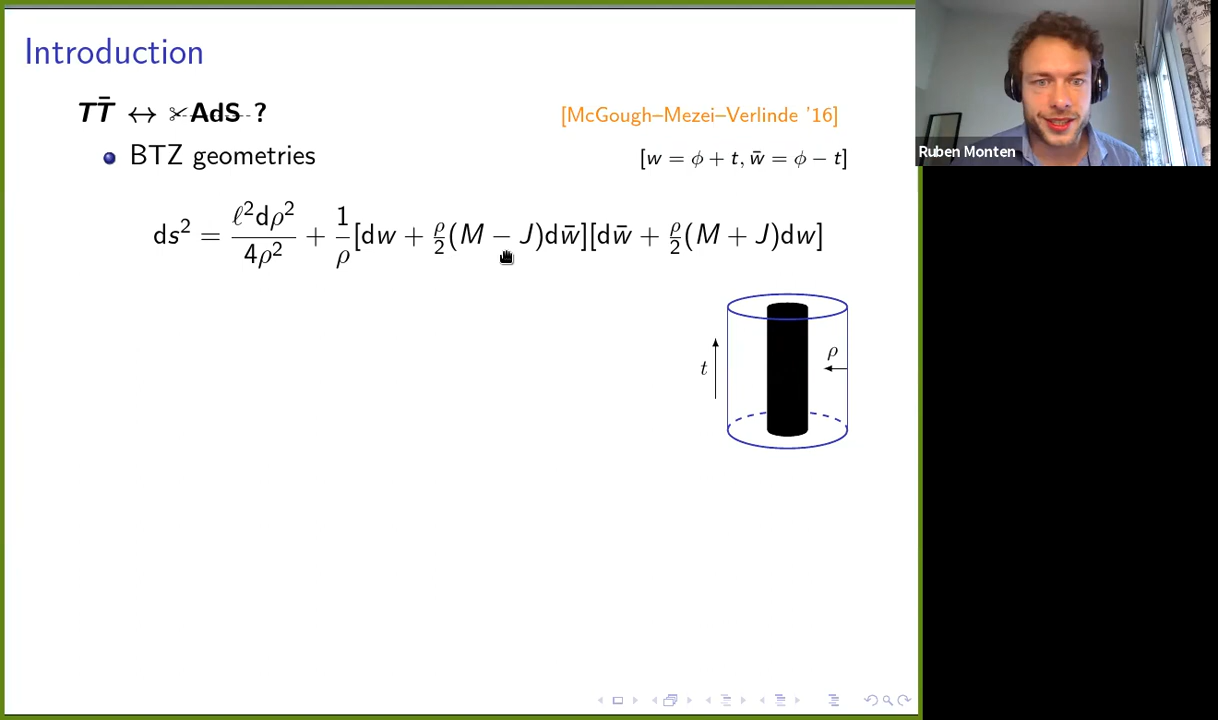 Introduction
TT̄ ↔ ✂AdS ? [McGough–Mezei–Verlinde '16]
BTZ geometries [w = ϕ + t, w̄ = ϕ − t]
ds² = ℓ²dρ²/4ρ² + 1/ρ [dw + ρ/2(M − J)dw̄][dw̄ + ρ/2(M + J)dw]
t
ρ
Ruben Monten